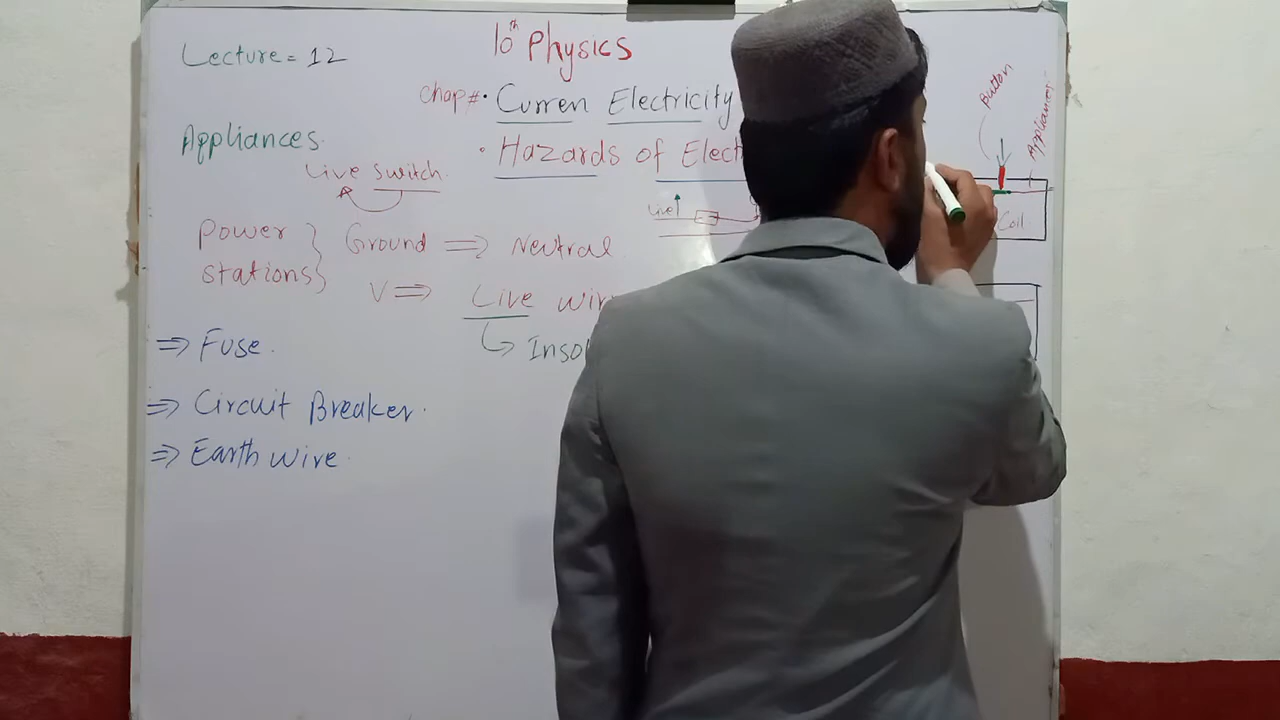 Lecture = 12
10th Physics
Chap# • Curren Electricity
• Hazards of Elect
Appliances.
Live Switch.
Power
stations
Ground ⇒ Neutral
V ⇒ Live wir
↳ Insol
⇒ Fuse.
⇒ Circuit Breaker.
⇒ Earth wire.
Live
Button
Appliances
Coil